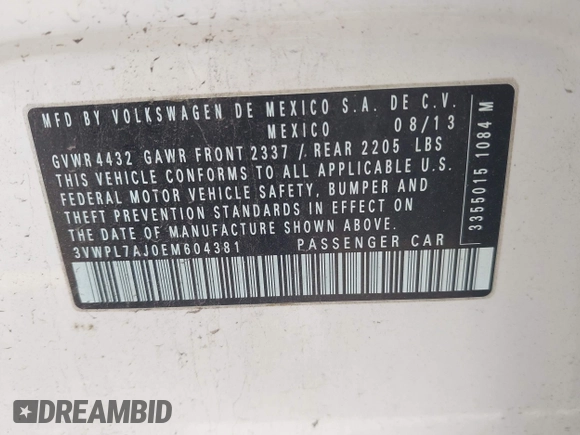 MFD BY VOLKSWAGEN DE MEXICO S.A. DE C.V.
MEXICO 08/13
GVWR 4432 GAWR FRONT 2337 / REAR 2205 LBS
THIS VEHICLE CONFORMS TO ALL APPLICABLE U.S.
FEDERAL MOTOR VEHICLE SAFETY, BUMPER AND
THEFT PREVENTION STANDARDS IN EFFECT ON
THE DATE OF MANUFACTURE SHOWN ABOVE.
3VWPL7AJ0EM604381 PASSENGER CAR
3355015 1084 M
DREAMBID